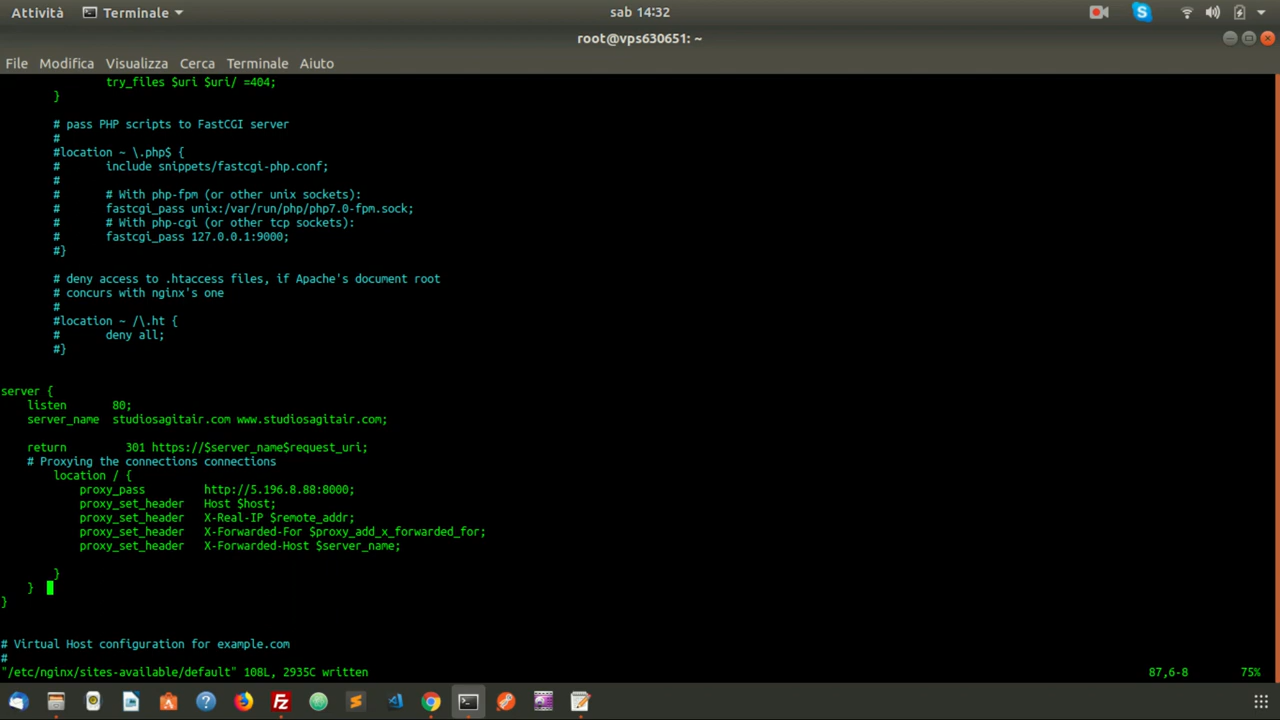 Attività
Terminale
sab 14:32
root@vps630651: ~
File Modifica Visualizza Cerca Terminale Aiuto
try_files $uri $uri/ =404;
}
# pass PHP scripts to FastCGI server
#
#location ~ \.php$ {
# include snippets/fastcgi-php.conf;
#
# # With php-fpm (or other unix sockets):
# fastcgi_pass unix:/var/run/php/php7.0-fpm.sock;
# # With php-cgi (or other tcp sockets):
# fastcgi_pass 127.0.0.1:9000;
#}
# deny access to .htaccess files, if Apache's document root
# concurs with nginx's one
#
#location ~ /\.ht {
# deny all;
#}
server {
listen 80;
server_name studiosagitair.com www.studiosagitair.com;
return 301 https://$server_name$request_uri;
# Proxying the connections connections
location / {
proxy_pass http://5.196.8.88:8000;
proxy_set_header Host $host;
proxy_set_header X-Real-IP $remote_addr;
proxy_set_header X-Forwarded-For $proxy_add_x_forwarded_for;
proxy_set_header X-Forwarded-Host $server_name;
}
}
}
# Virtual Host configuration for example.com
#
"/etc/nginx/sites-available/default" 108L, 2935C written 87,6-8 75%